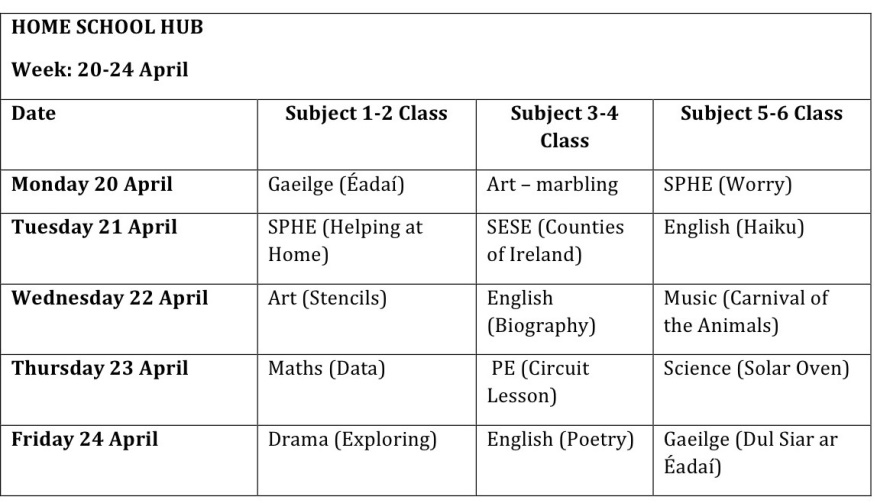 HOME SCHOOL HUB
Week: 20-24 April
Date
Subject 1-2 Class
Subject 3-4
Class
Subject 5-6 Class
Monday 20 April
Gaeilge (Éadaí)
Art – marbling
SPHE (Worry)
Tuesday 21 April
SPHE (Helping at
Home)
SESE (Counties
of Ireland)
English (Haiku)
Wednesday 22 April
Art (Stencils)
English
(Biography)
Music (Carnival of
the Animals)
Thursday 23 April
Maths (Data)
PE (Circuit
Lesson)
Science (Solar Oven)
Friday 24 April
Drama (Exploring)
English (Poetry)
Gaeilge (Dul Siar ar
Éadaí)